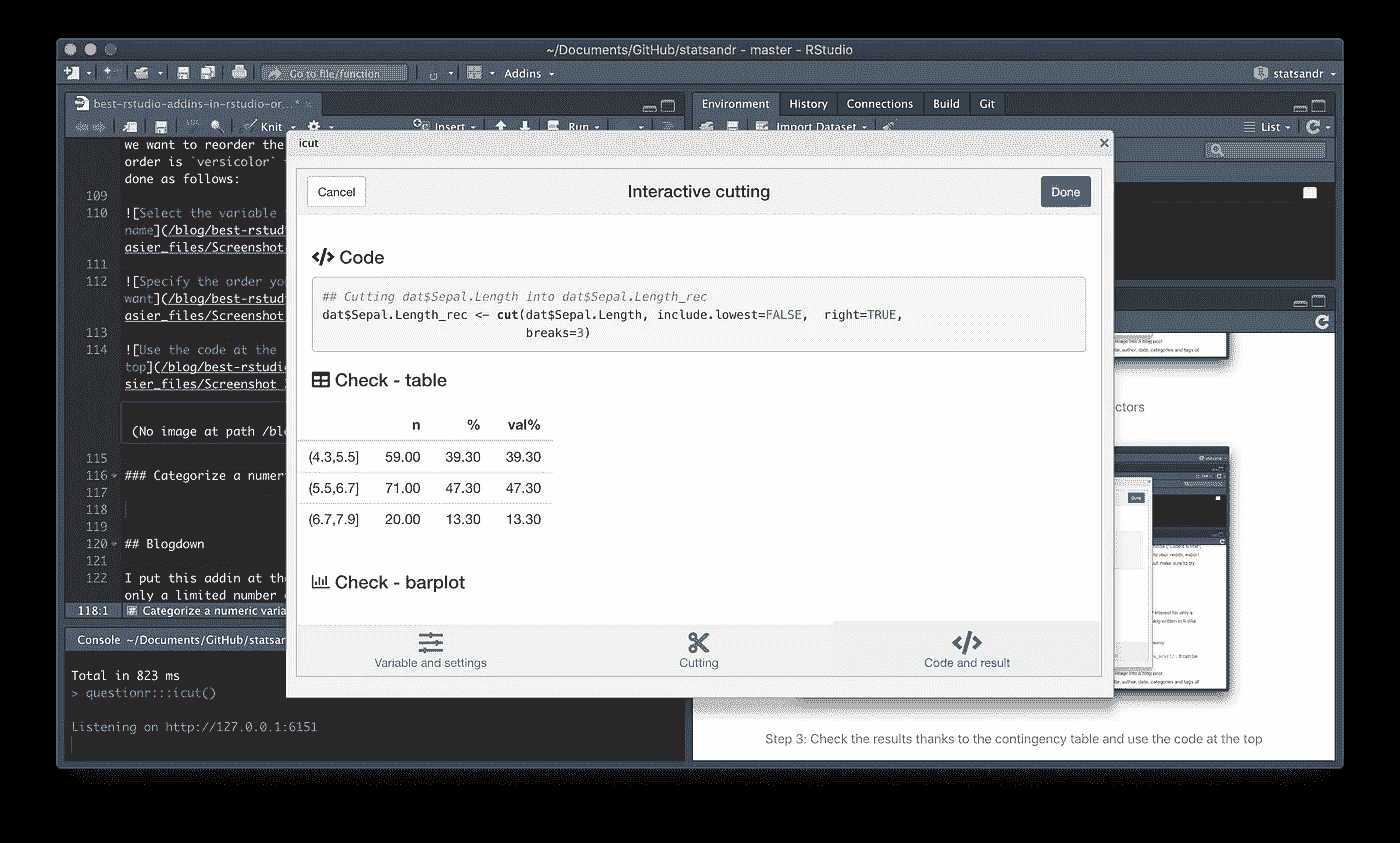 ~/Documents/GitHub/statsandr - master - RStudio
Go to file/function
Addins
statsandr
best-rstudio-addins-in-rstudio-or...*
Knit
Insert
Run
we want to reorder the
order is `versicolor`
done as follows:
109
110 ![Select the variable
name](/blog/best-rstud
asier_files/Screenshot
111
112 ![Specify the order yo
want](/blog/best-rstud
asier_files/Screenshot
113
114 ![Use the code at the
top](/blog/best-rstudi
sier_files/Screenshot
(No image at path /bl
115
116 ### Categorize a numer
117
118
119
120 ## Blogdown
121
122 I put this addin at th
only a limited number
118:1 # Categorize a numeric varia
Console ~/Documents/GitHub/statsan
Total in 823 ms
> questionr:::icut()
Listening on http://127.0.0.1:6151
Environment History Connections Build Git
Import Dataset
List
icut
Cancel
Interactive cutting
Done
</> Code
## Cutting dat$Sepal.Length into dat$Sepal.Length_rec
dat$Sepal.Length_rec <- cut(dat$Sepal.Length, include.lowest=FALSE, right=TRUE,
breaks=3)
Check - table
n % val%
(4.3,5.5] 59.00 39.30 39.30
(5.5,6.7] 71.00 47.30 47.30
(6.7,7.9] 20.00 13.30 13.30
Check - barplot
Variable and settings
Cutting
Code and result
ctors
Step 3: Check the results thanks to the contingency table and use the code at the top